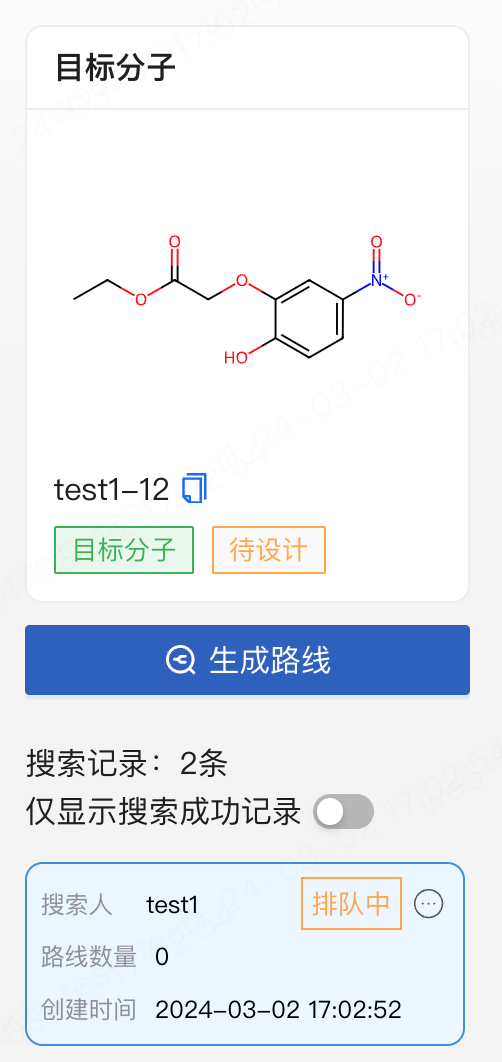 目标分子
O
O
N+
O
O
O-
HO
test1-12
目标分子
待设计
生成路线
搜索记录：2条
仅显示搜索成功记录
搜索人 test1 排队中
路线数量 0
创建时间 2024-03-02 17:02:52